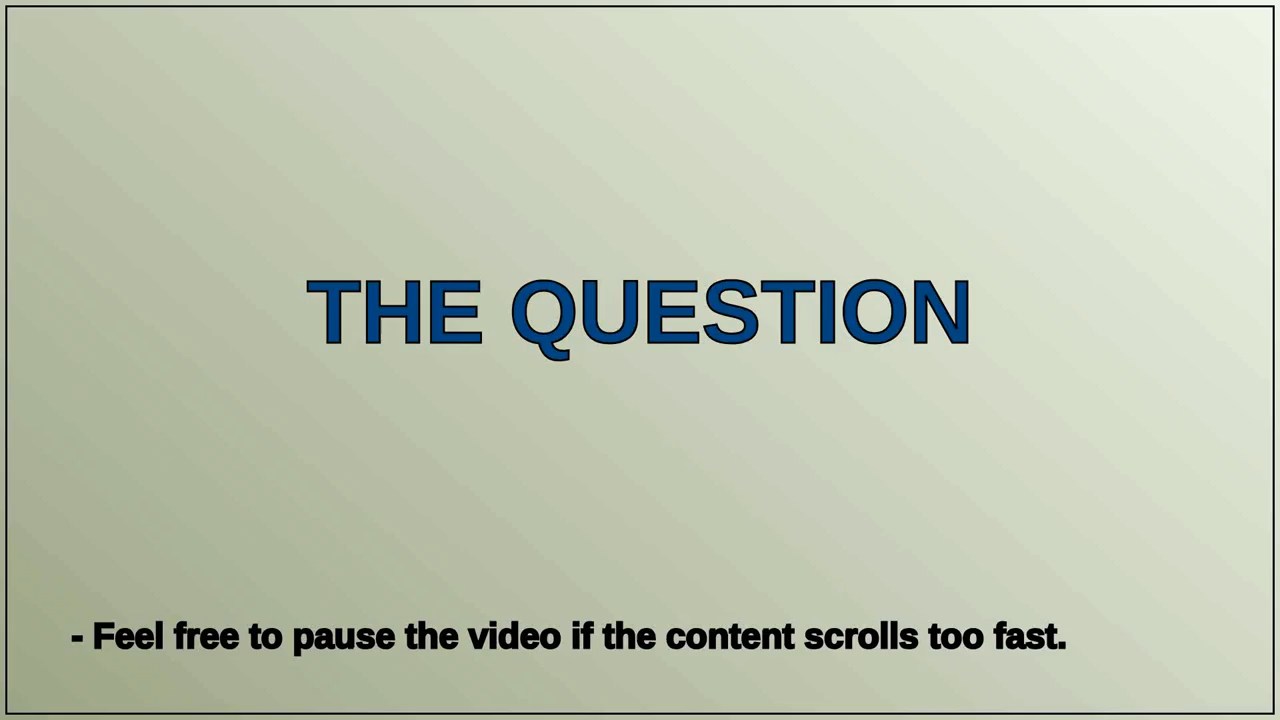 THE QUESTION
- Feel free to pause the video if the content scrolls too fast.